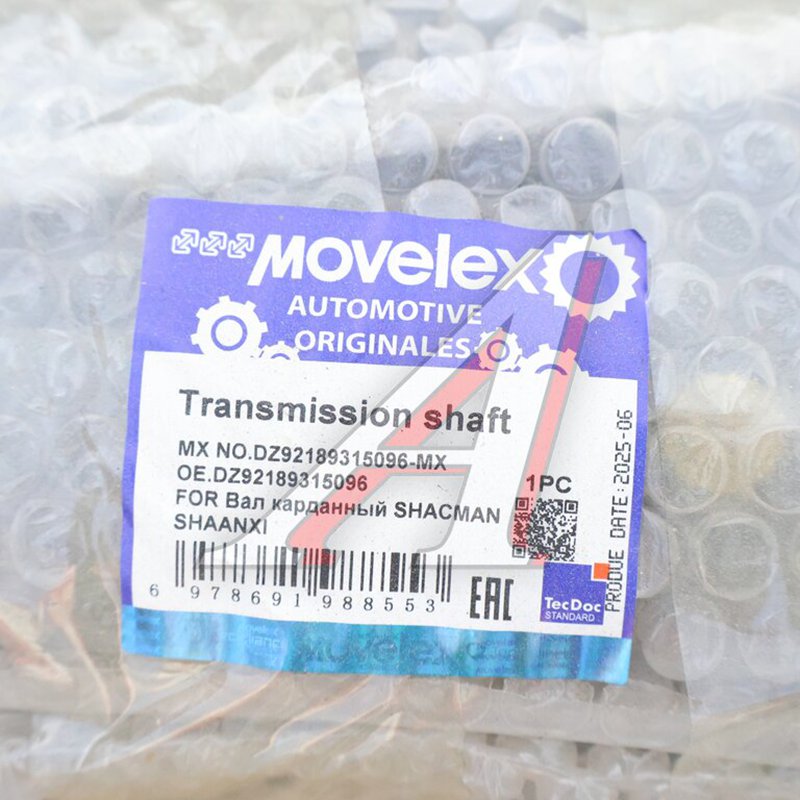 MOVelex
AUTOMOTIVE
ORIGINALES
Transmission shaft
MX NO.DZ92189315096-MX
OE.DZ92189315096
1PC
FOR Вал карданный SHACMAN
SHAANXI
6 978691 988553
EAC
TecDoc
STANDARD
PRODUE DATE:2025-06
MOVelex